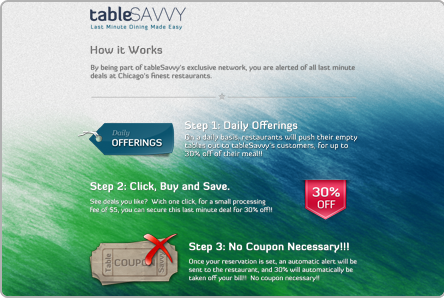 tableSAVVY
Last Minute Dining Made Easy
How it Works
By being part of tableSavvy's exclusive network, you are alerted of all last minute
deals at Chicago's finest restaurants.
Daily
OFFERINGS
Step 1: Daily Offerings
On a daily basis, restaurants will push their empty
tables out to tableSavvy's customers, for up to
30% off of their meal!!!
Step 2: Click, Buy and Save.
See deals you like? With one click, for a small processing
fee of $5, you can secure this last minute deal for 30% off!!
30%
OFF
Table
COUPON
Savvy
Step 3: No Coupon Necessary!!!
Once your reservation is set, an automatic alert will be
sent to the restaurant, and 30% will automatically be
taken off your bill!! No coupons to print!